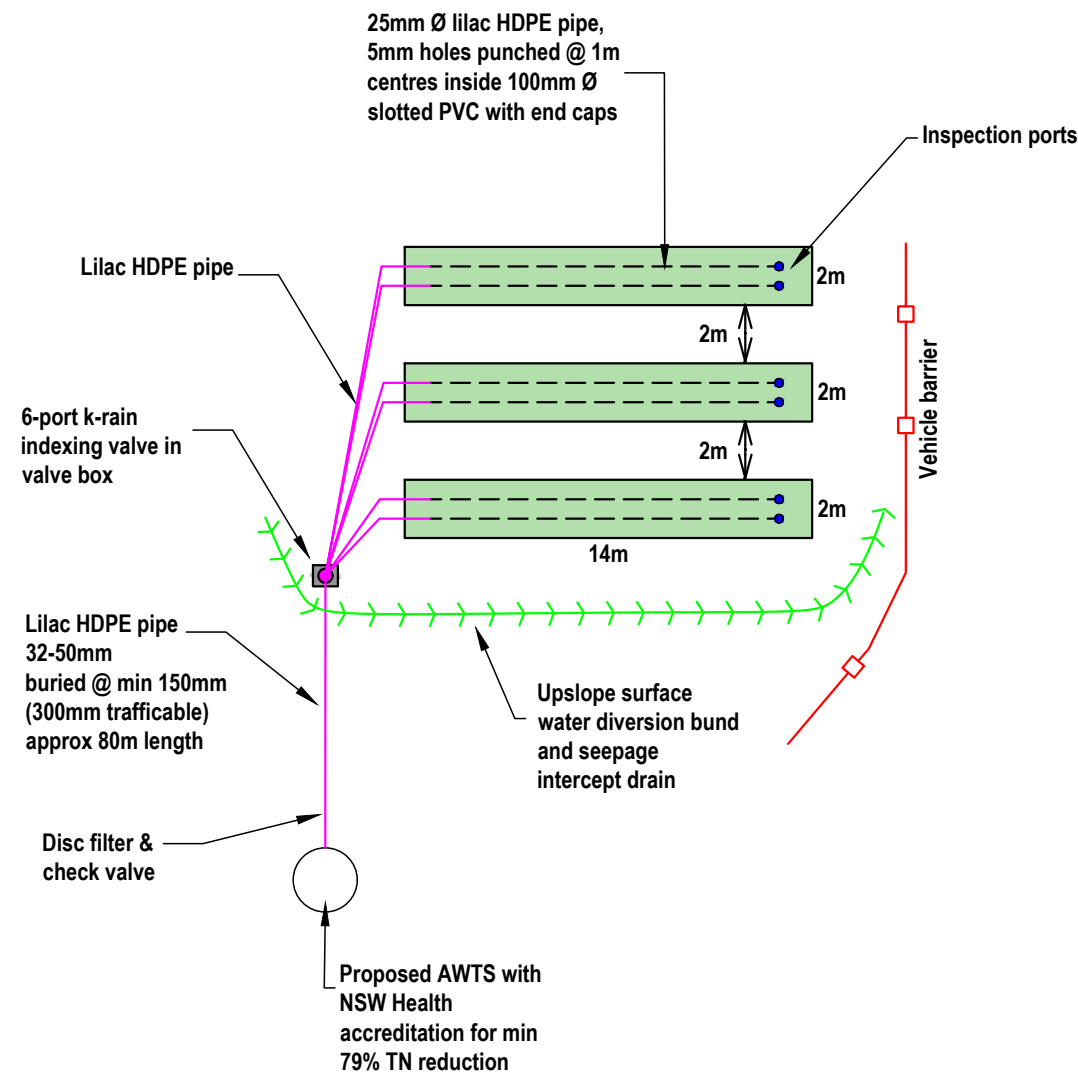 25mm Ø lilac HDPE pipe,
5mm holes punched @ 1m
centres inside 100mm Ø
slotted PVC with end caps
Inspection ports
Lilac HDPE pipe
2m
2m
6-port k-rain
indexing valve in
valve box
2m
2m
2m
14m
Vehicle barrier
Lilac HDPE pipe
32-50mm
buried @ min 150mm
(300mm trafficable)
approx 80m length
Upslope surface
water diversion bund
and seepage
intercept drain
Disc filter &
check valve
Proposed AWTS with
NSW Health
accreditation for min
79% TN reduction